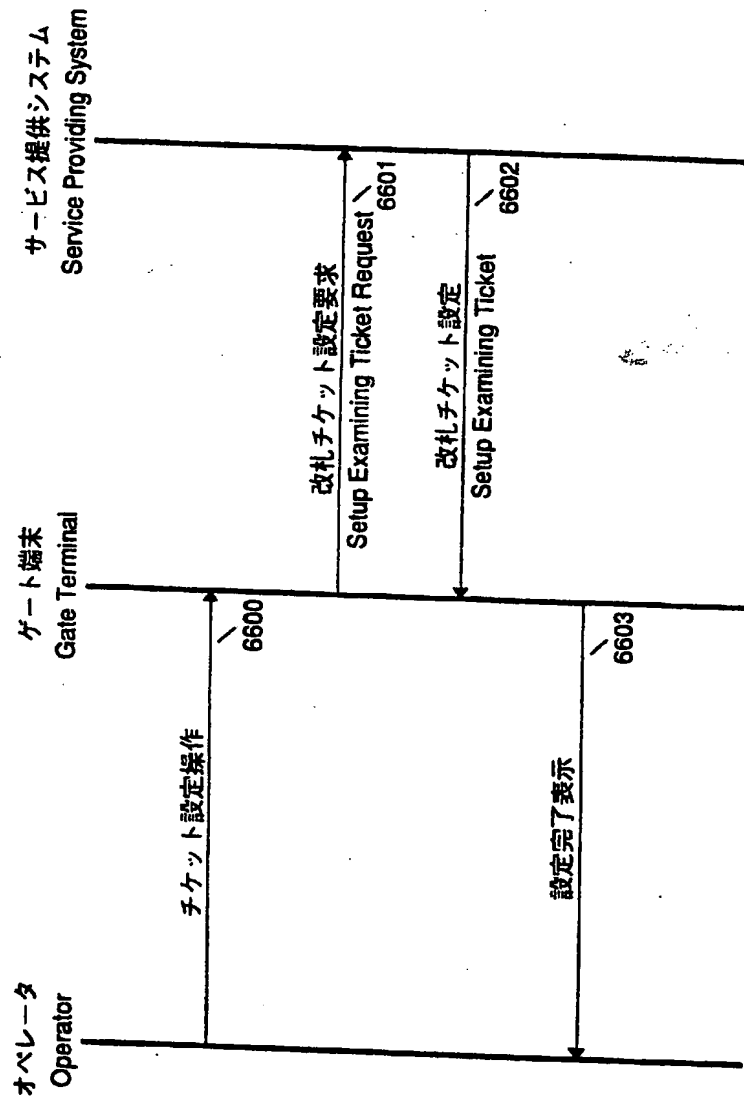 オペレータ
Operator
ゲート端末
Gate Terminal
サービス提供システム
Service Providing System
チケット設定操作
6600
改札チケット設定要求
Setup Examining Ticket Request
6601
改札チケット設定
Setup Examining Ticket
6602
設定完了表示
6603